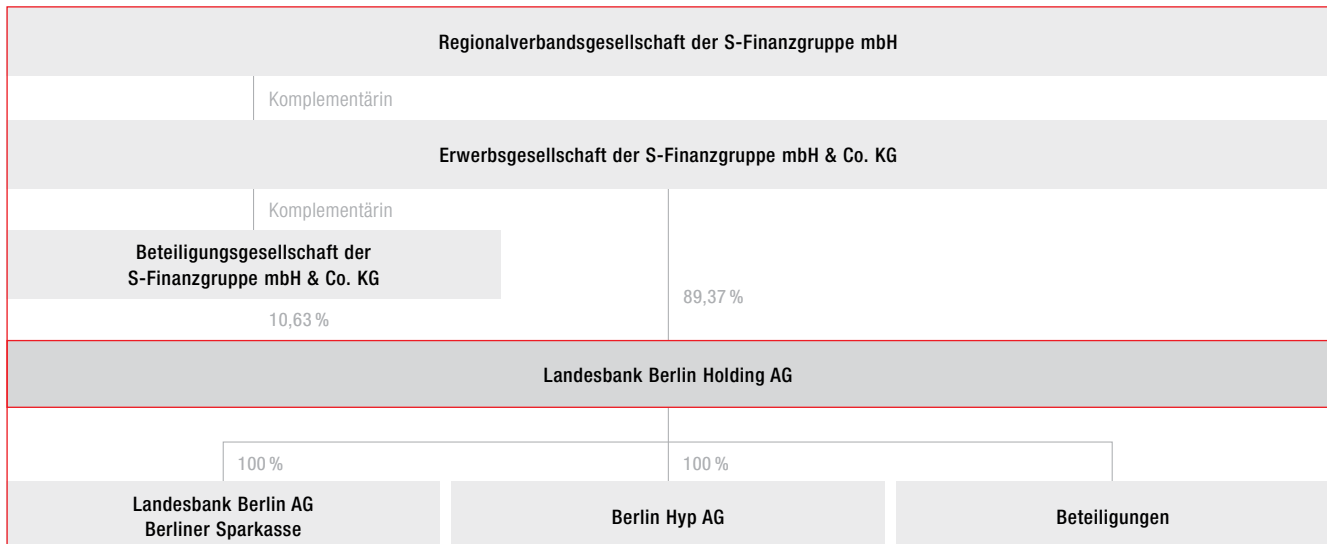 Regionalverbandsgesellschaft der S-Finanzgruppe mbH
Komplementärin
Erwerbsgesellschaft der S-Finanzgruppe mbH & Co. KG
Komplementärin
Beteiligungsgesellschaft der
S-Finanzgruppe mbH & Co. KG
89,37 %
10,63 %
Landesbank Berlin Holding AG
100 %
100 %
Landesbank Berlin AG
Berliner Sparkasse
Berlin Hyp AG
Beteiligungen